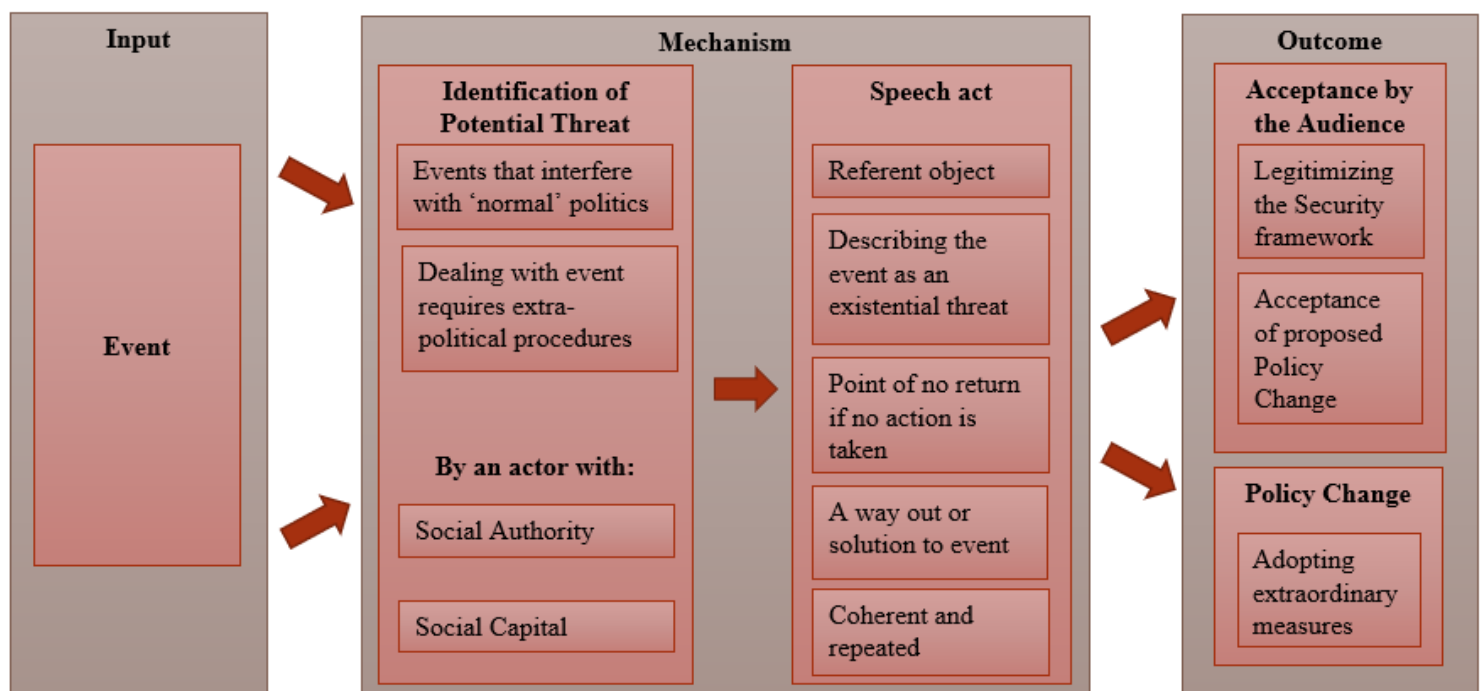 Input
Event
Mechanism
Identification of
Potential Threat
Events that interfere
with ‘normal’ politics
Dealing with event
requires extra-
political procedures
By an actor with:
Social Authority
Social Capital
Speech act
Referent object
Describing the
event as an
existential threat
Point of no return
if no action is
taken
A way out or
solution to event
Coherent and
repeated
Outcome
Acceptance by
the Audience
Legitimizing
the Security
framework
Acceptance
of proposed
Policy
Change
Policy Change
Adopting
extraordinary
measures